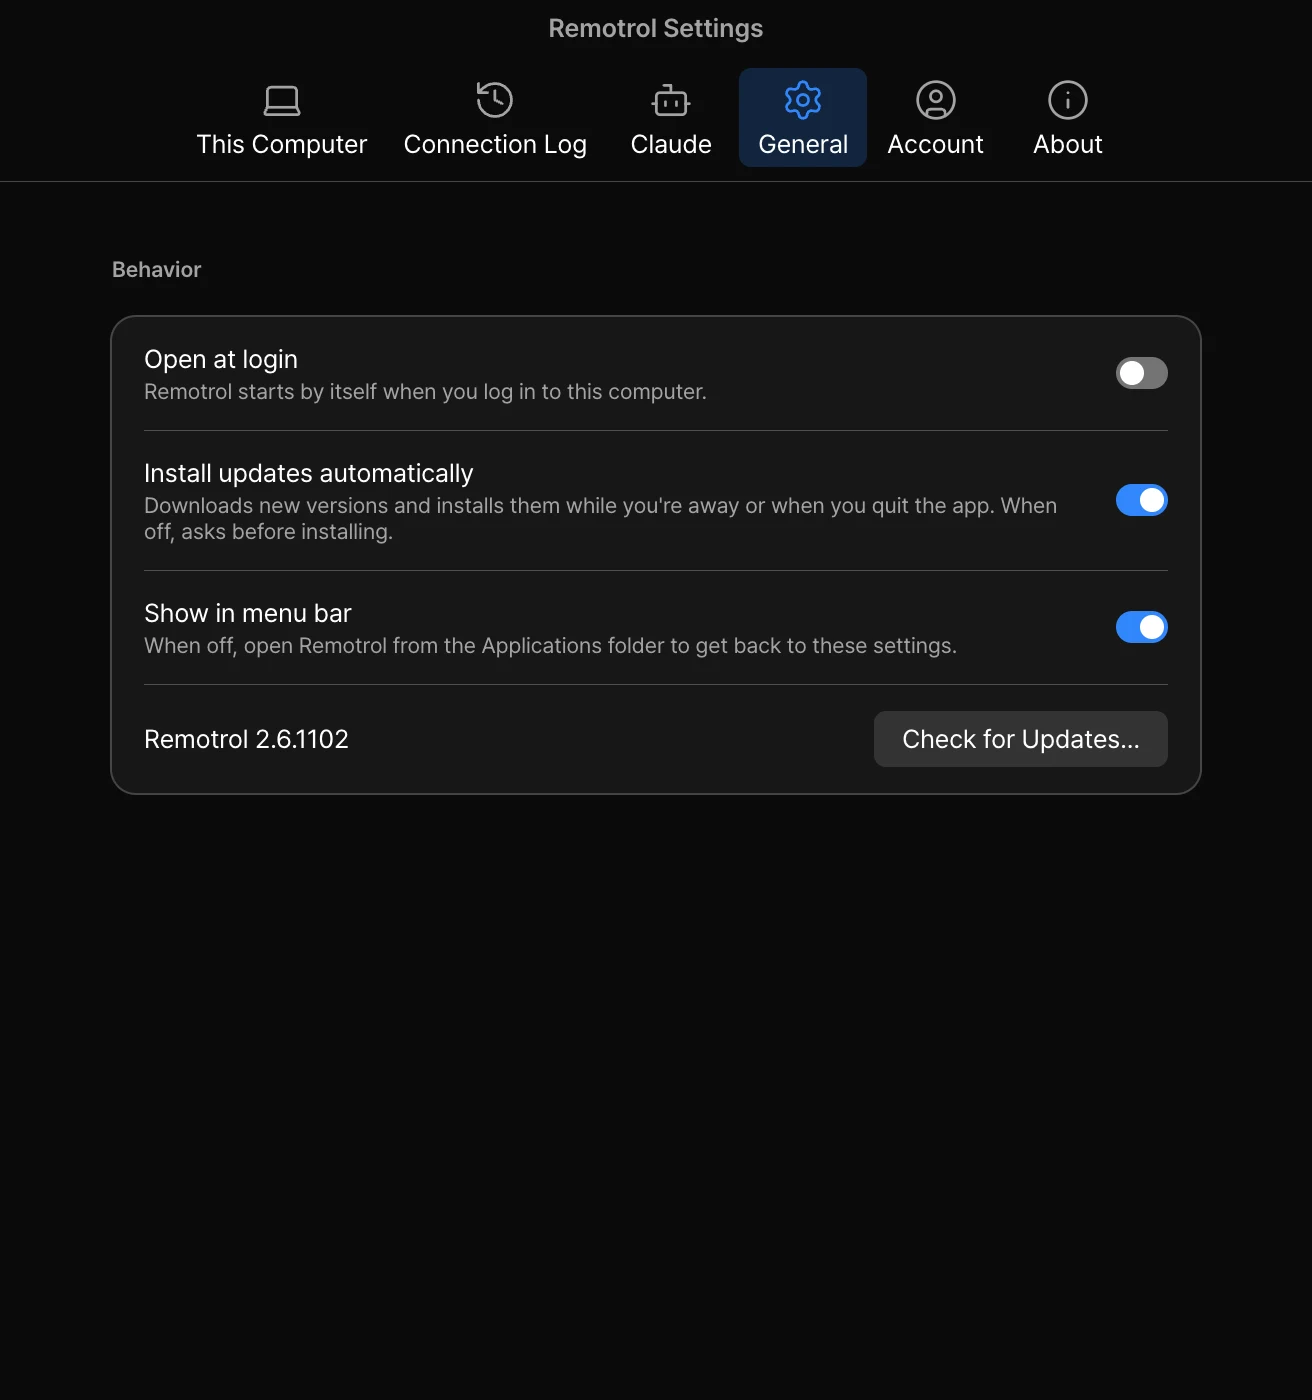 Remotrol Settings
This Computer
Connection Log
Claude
General
Account
About
Behavior
Open at login
Remotrol starts by itself when you log in to this computer.
Install updates automatically
Downloads new versions and installs them while you're away or when you quit the app. When
off, asks before installing.
Show in menu bar
When off, open Remotrol from the Applications folder to get back to these settings.
Remotrol 2.6.1102
Check for Updates...